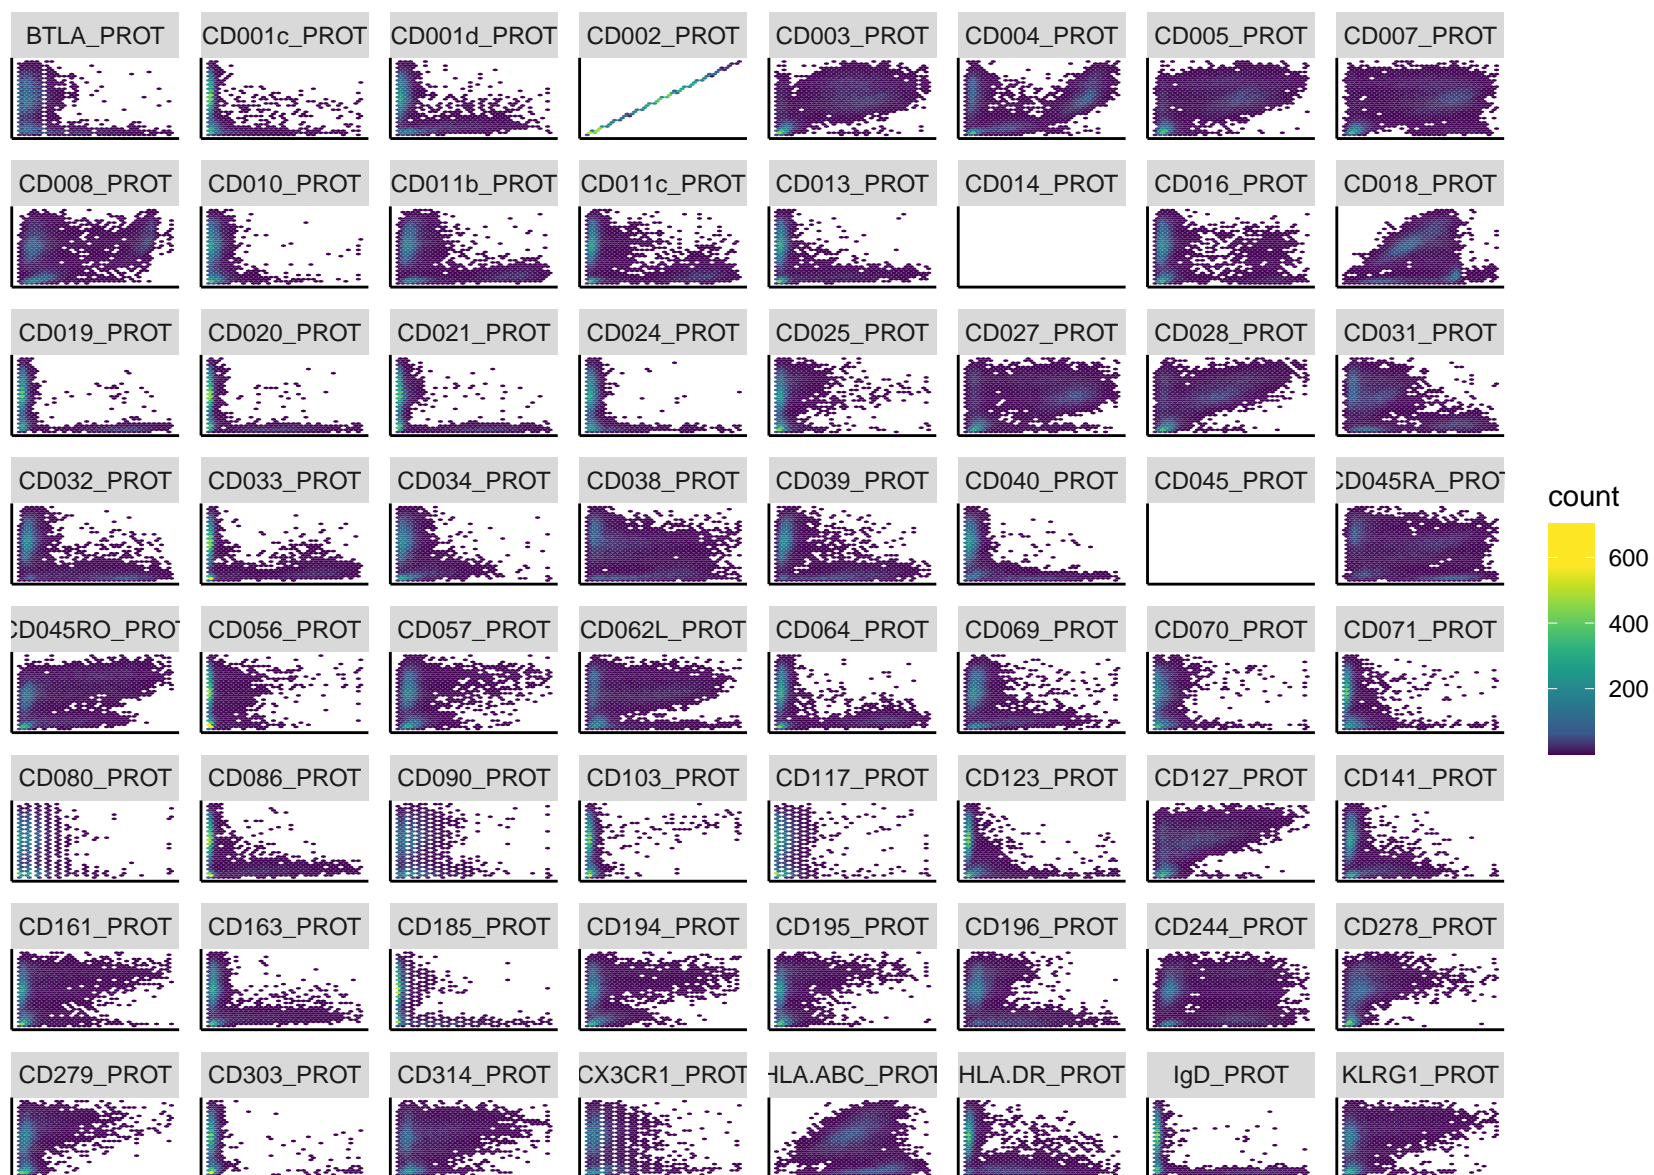 BTLA_PROT CD001c_PROT CD001d_PROT CD002_PROT CD003_PROT CD004_PROT CD005_PROT CD007_PROT
CD008_PROT CD010_PROT CD011b_PROT CD011c_PROT CD013_PROT CD014_PROT CD016_PROT CD018_PROT
CD019_PROT CD020_PROT CD021_PROT CD024_PROT CD025_PROT CD027_PROT CD028_PROT CD031_PROT
CD032_PROT CD033_PROT CD034_PROT CD038_PROT CD039_PROT CD040_PROT CD045_PROT CD045RA_PROT
CD045RO_PROT CD056_PROT CD057_PROT CD062L_PROT CD064_PROT CD069_PROT CD070_PROT CD071_PROT
CD080_PROT CD086_PROT CD090_PROT CD103_PROT CD117_PROT CD123_PROT CD127_PROT CD141_PROT
CD161_PROT CD163_PROT CD185_PROT CD194_PROT CD195_PROT CD196_PROT CD244_PROT CD278_PROT
CD279_PROT CD303_PROT CD314_PROT CX3CR1_PROT HLA.ABC_PROT HLA.DR_PROT IgD_PROT KLRG1_PROT
count
600
400
200